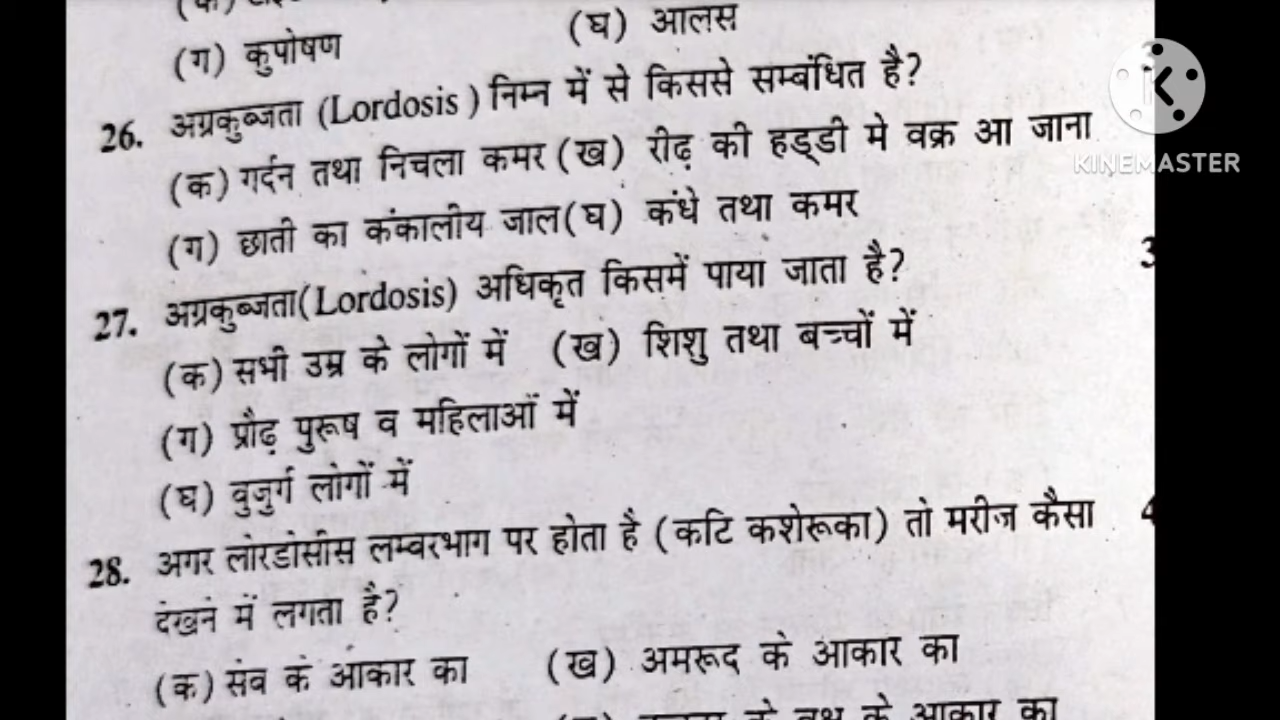 (ग) कुपोषण (घ) आलस
26. अग्रकुब्जता (Lordosis ) निम्न में से किससे सम्बंधित है?
(क) गर्दन तथा निचला कमर (ख) रीढ़ की हड्डी मे वक्र आ जाना
(ग) छाती का कंकालीय जाल (घ) कंधे तथा कमर
27. अग्रकुब्जता(Lordosis) अधिकृत किसमें पाया जाता है?
(क) सभी उम्र के लोगों में (ख) शिशु तथा बच्चों में
(ग) प्रौढ़ पुरूष व महिलाओं में
(घ) वुजुर्ग लोगों में
28. अगर लोरडोसीस लम्बरभाग पर होता है (कटि कशेरूका) तो मरीज कैसा
देखने में लगता है?
(क) सेव के आकार का (ख) अमरूद के आकार का
के आकार का
KINEMASTER